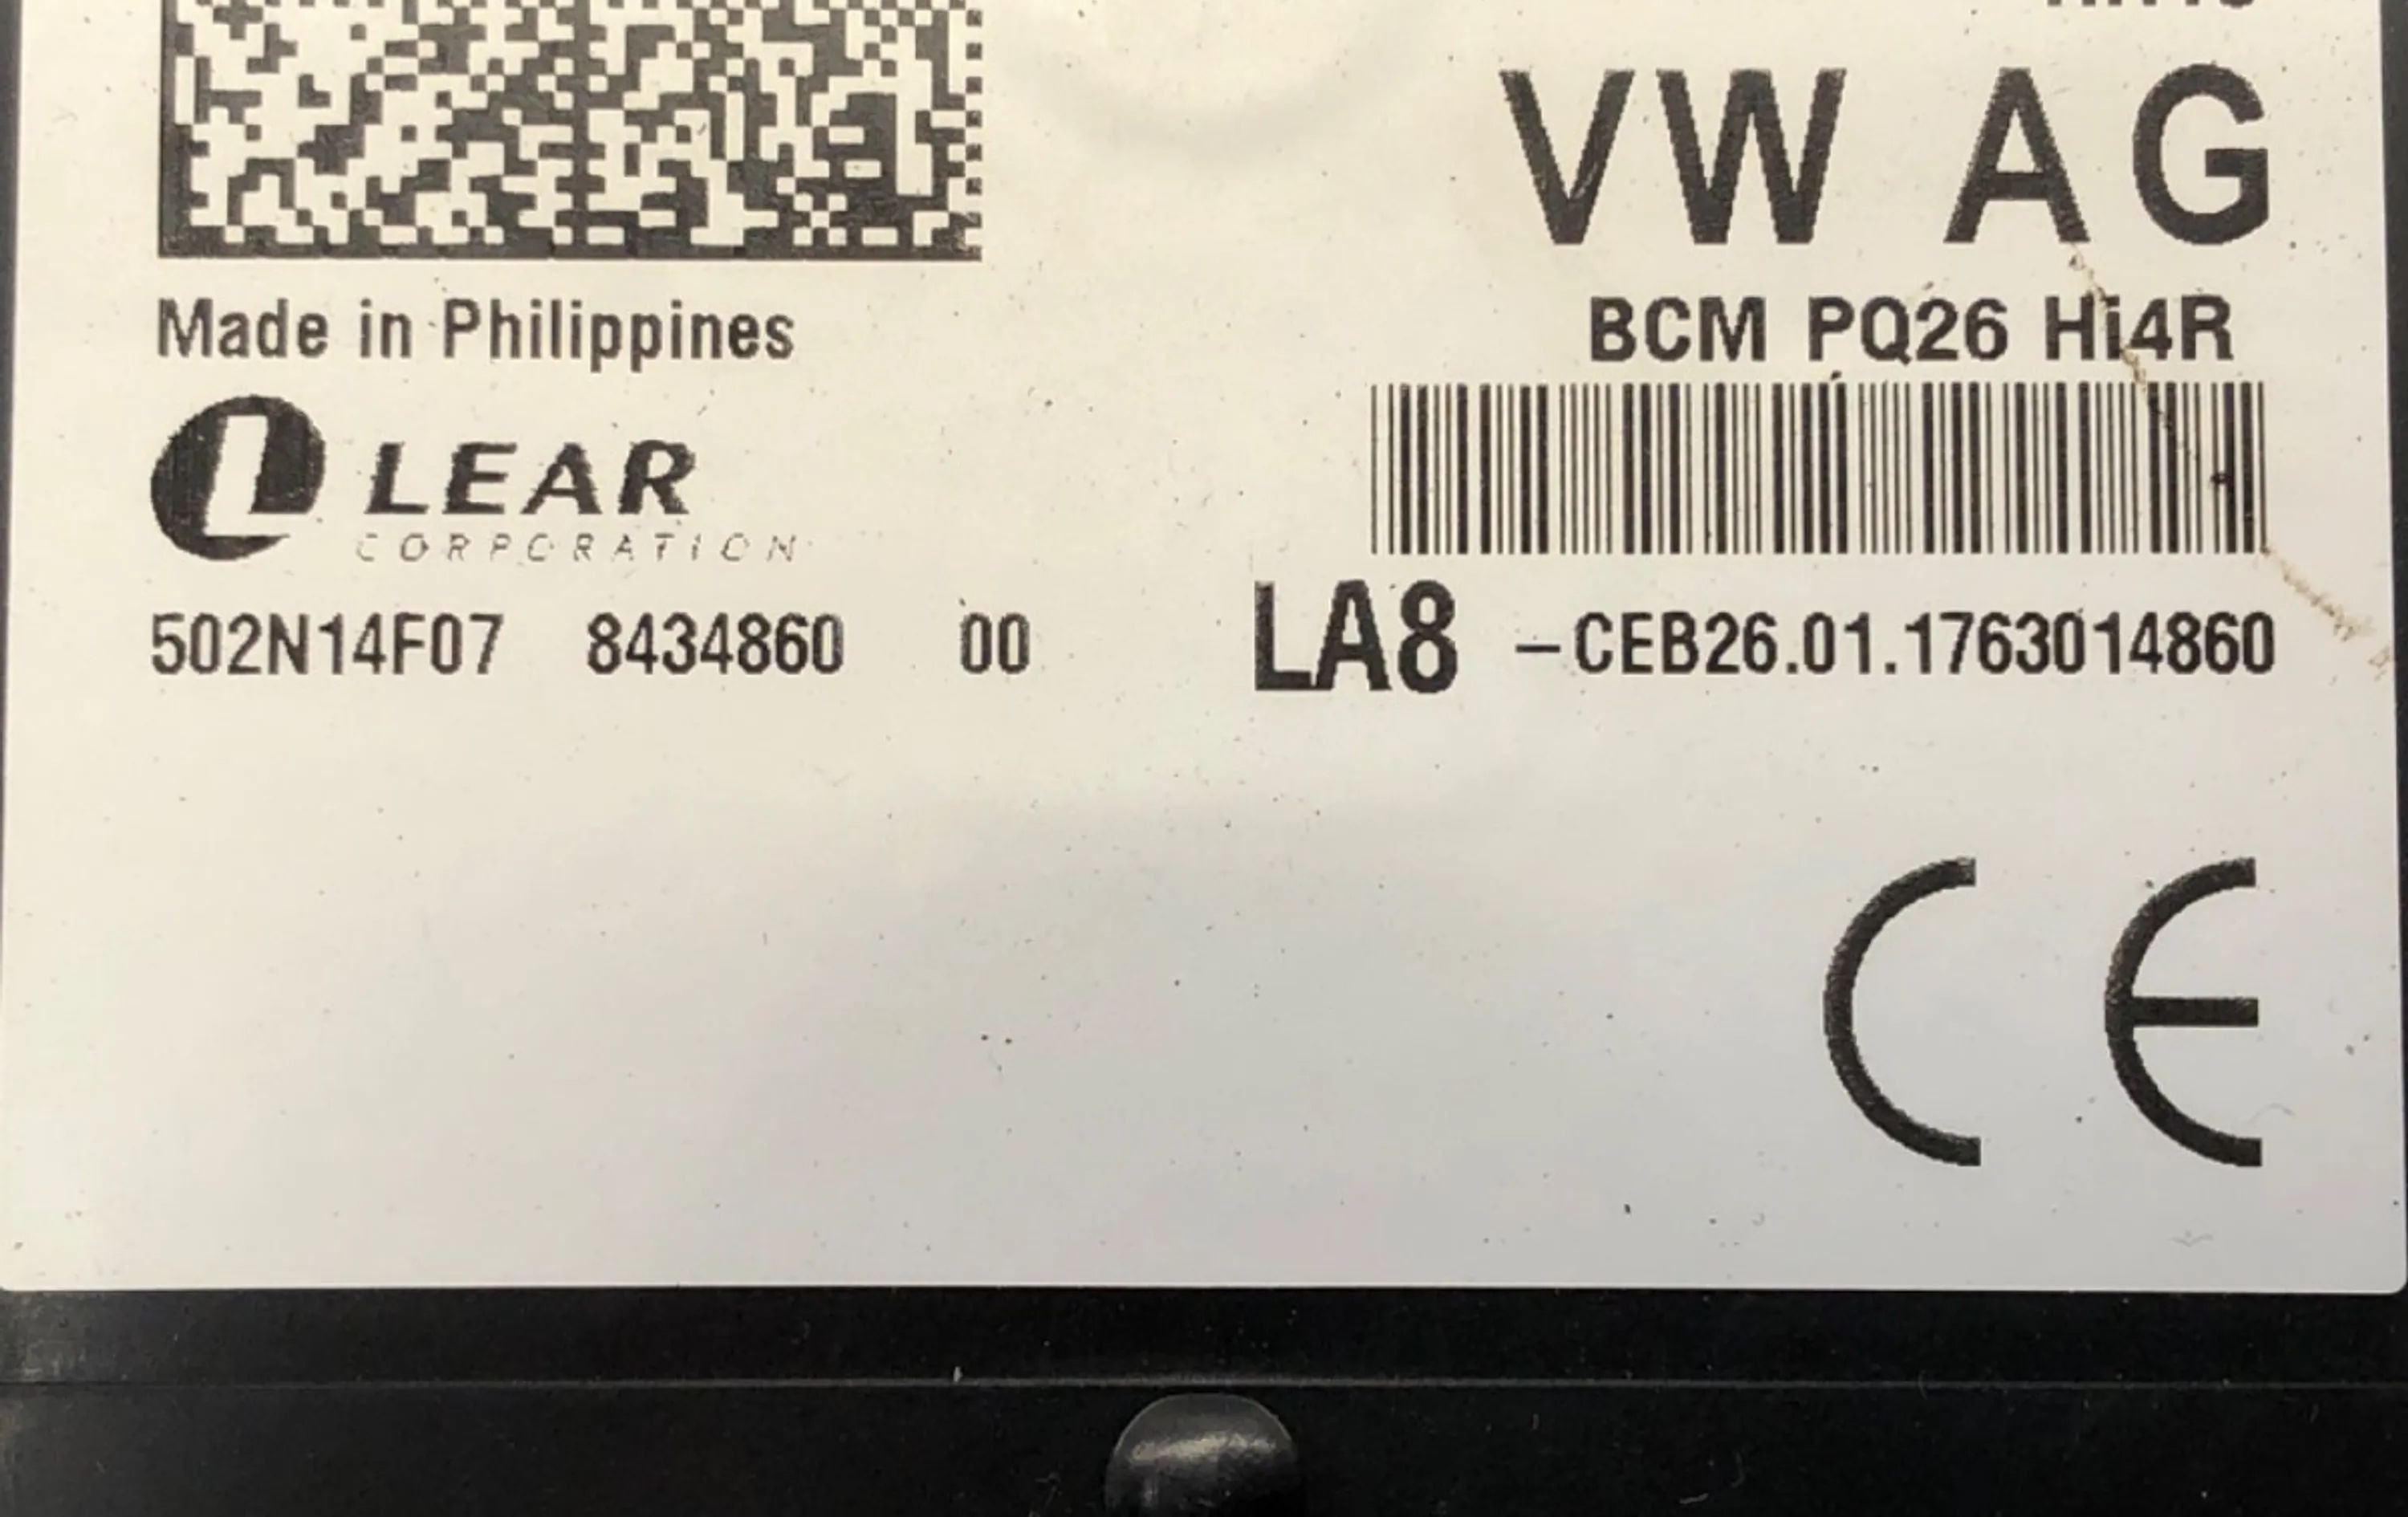 VW AG
Made in Philippines
BCM PQ26 Hi4R
LEAR
CORPORATION
502N14F07 8434860 00
LA8 –CEB26.01.1763014860
CE